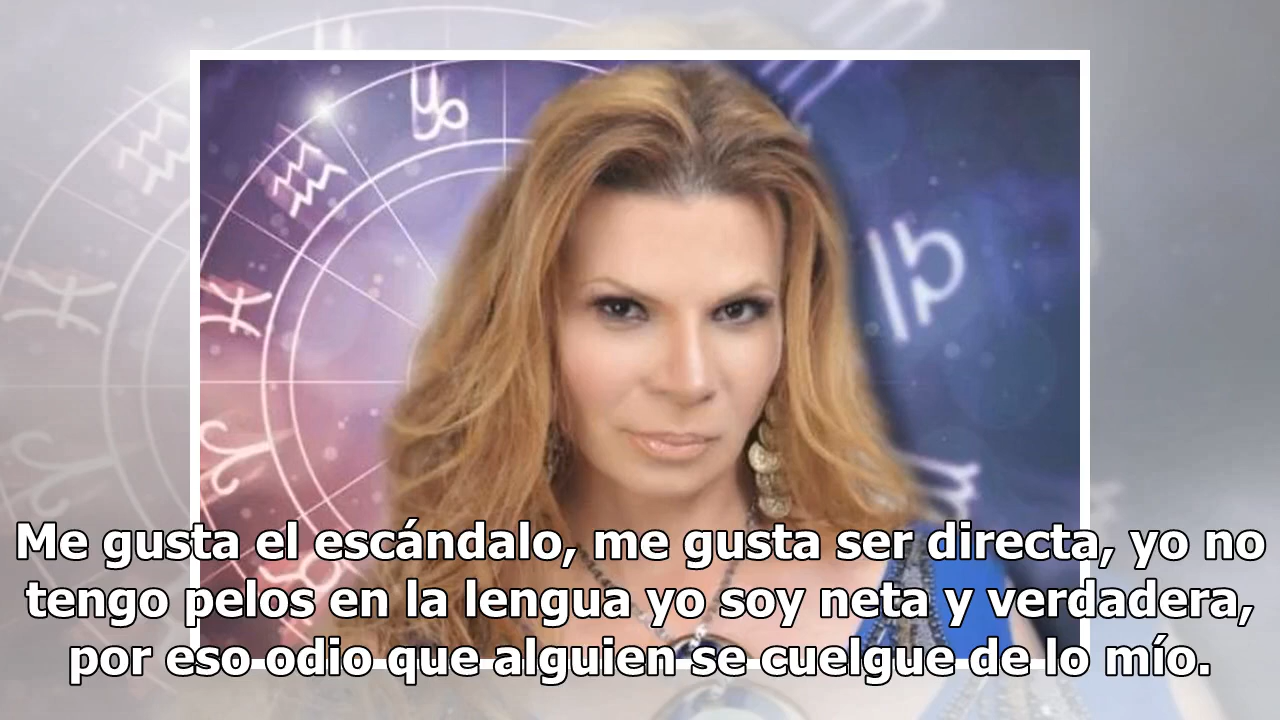 Me gusta el escándalo, me gusta ser directa, yo no
tengo pelos en la lengua yo soy neta y verdadera,
por eso odio que alguien se cuelgue de lo mío.